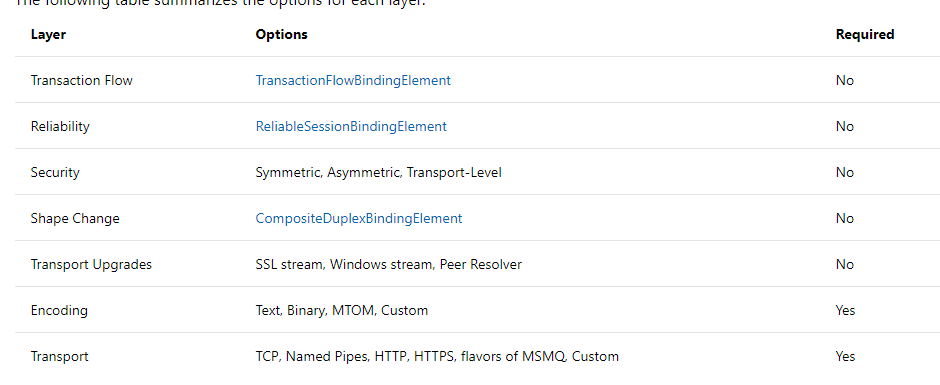 The following table summarizes the options for each layer.
Layer Options Required
Transaction Flow TransactionFlowBindingElement No
Reliability ReliableSessionBindingElement No
Security Symmetric, Asymmetric, Transport-Level No
Shape Change CompositeDuplexBindingElement No
Transport Upgrades SSL stream, Windows stream, Peer Resolver No
Encoding Text, Binary, MTOM, Custom Yes
Transport TCP, Named Pipes, HTTP, HTTPS, flavors of MSMQ, Custom Yes